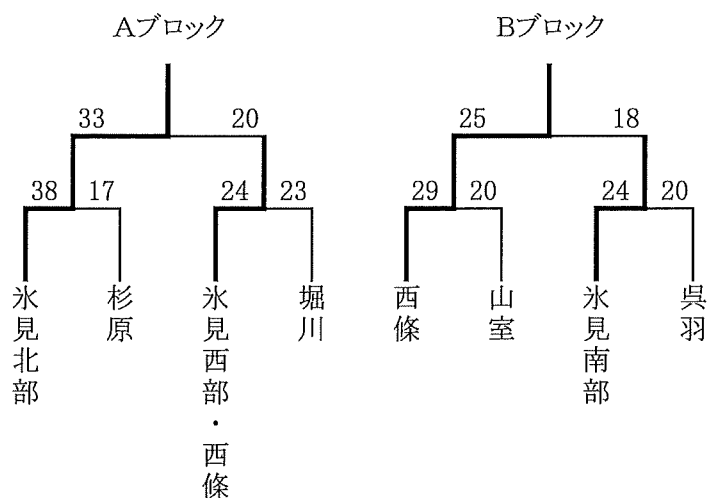 Aブロック
Bブロック
33 20
25 18
38 17 24 23
29 20 24 20
氷見北部
杉原
氷見西部・西條
堀川
西條
山室
氷見南部
呉羽